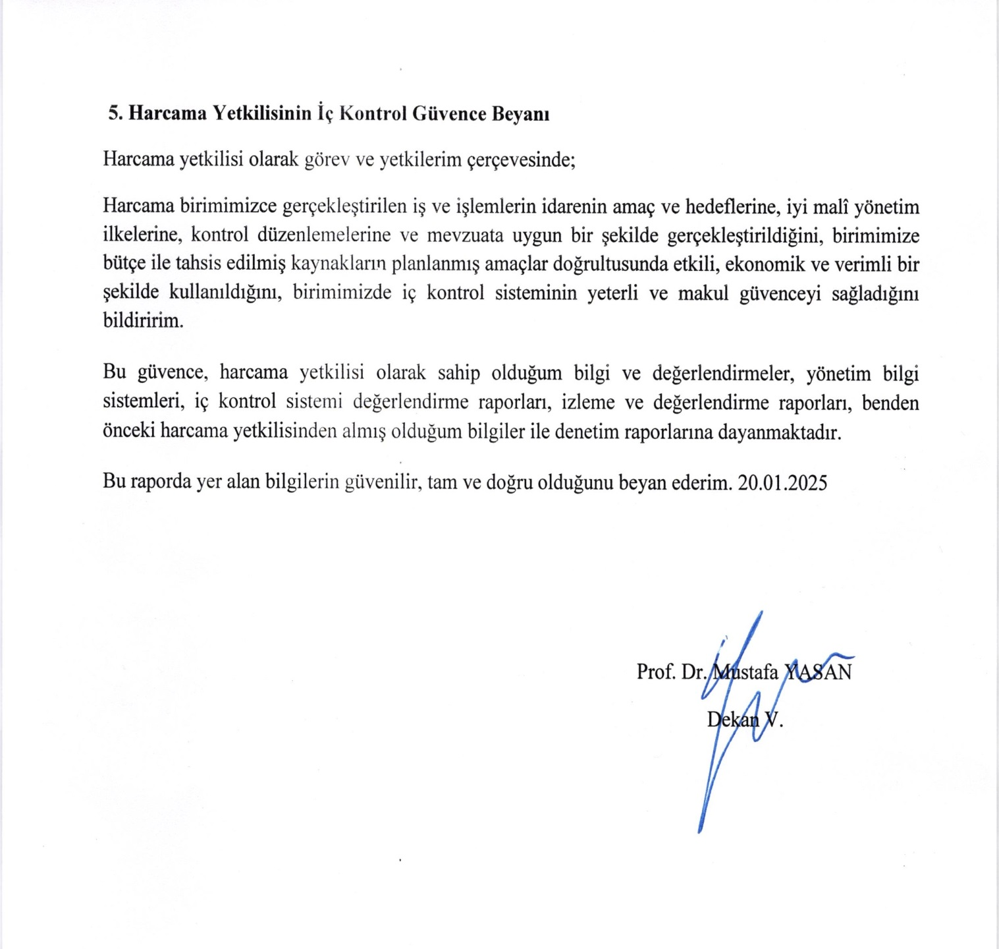 5. Harcama Yetkilisinin İç Kontrol Güvence Beyanı
Harcama yetkilisi olarak görev ve yetkilerim çerçevesinde;
Harcama birimimizce gerçekleştirilen iş ve işlemlerin idarenin amaç ve hedeflerine, iyi malî yönetim
ilkelerine, kontrol düzenlemelerine ve mevzuata uygun bir şekilde gerçekleştirildiğini, birimimize
bütçe ile tahsis edilmiş kaynakların planlanmış amaçlar doğrultusunda etkili, ekonomik ve verimli bir
şekilde kullanıldığını, birimimizde iç kontrol sisteminin yeterli ve makul güvenceyi sağladığını
bildiririm.
Bu güvence, harcama yetkilisi olarak sahip olduğum bilgi ve değerlendirmeler, yönetim bilgi
sistemleri, iç kontrol sistemi değerlendirme raporları, izleme ve değerlendirme raporları, benden
önceki harcama yetkilisinden almış olduğum bilgiler ile denetim raporlarına dayanmaktadır.
Bu raporda yer alan bilgilerin güvenilir, tam ve doğru olduğunu beyan ederim. 20.01.2025
Prof. Dr. Mustafa YASAN
Dekan V.